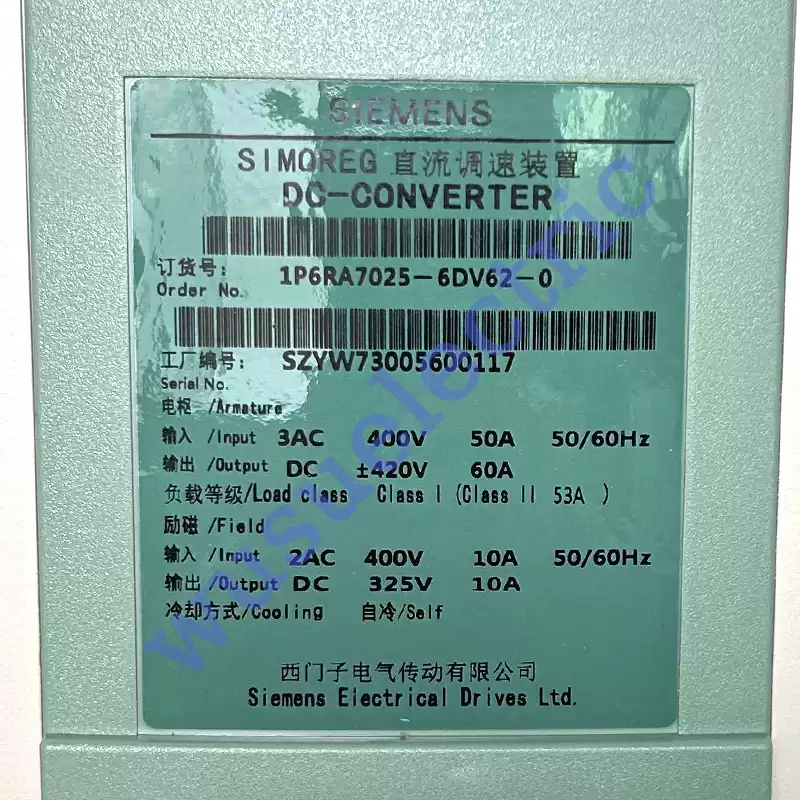 SIEMENS
SIMOREG 直流调速装置
DC-CONVERTER
订货号: 1P6RA7025-6DV62-0
Order No.
工厂编号: SZYW73005600117
Serial No.
电枢 /Armature
输入 /Input 3AC 400V 50A 50/60Hz
输出 /Output DC ±420V 60A
负载等级/Load class Class I (Class II 53A )
励磁 /Field
输入 /Input 2AC 400V 10A 50/60Hz
输出 /Output DC 325V 10A
冷却方式/Cooling 自冷/Self
西门子电气传动有限公司
Siemens Electrical Drives Ltd.
wusuelectric